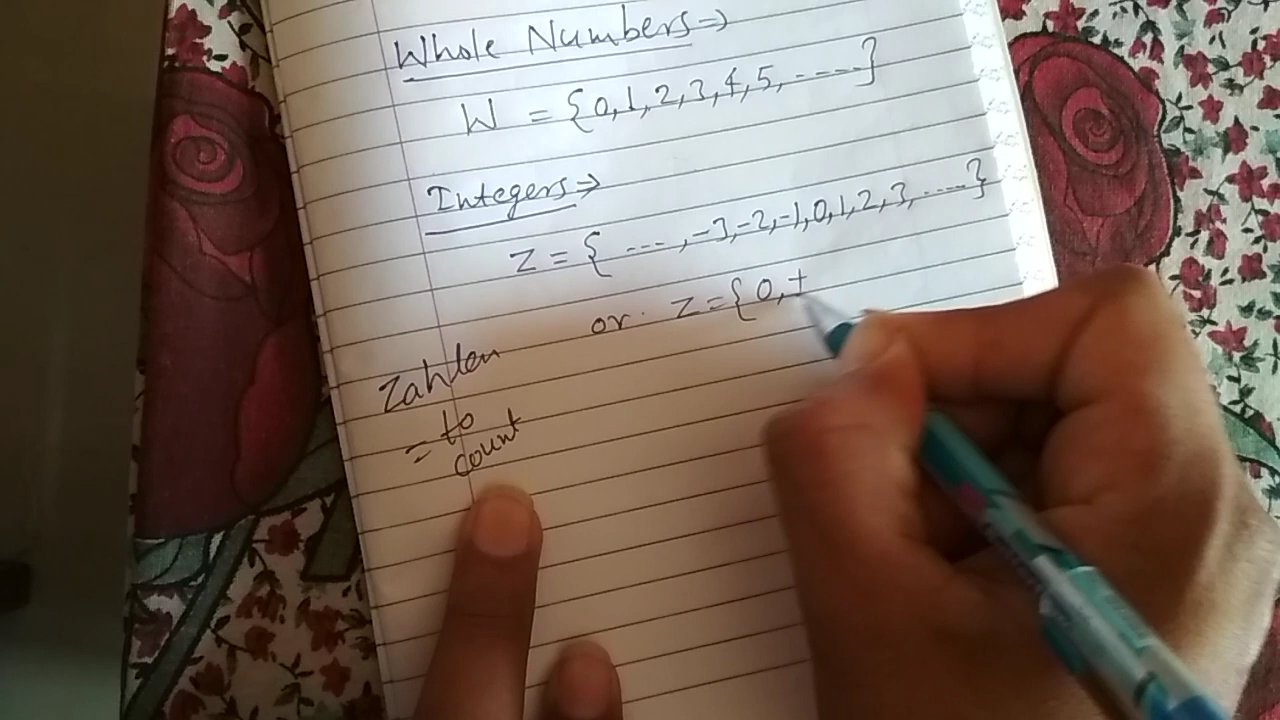 Whole Numbers ⇒
W = {0,1,2,3,4,5, ----}
Integers ⇒
Z = { ---, -3,-2,-1,0,1,2,3, ----}
or Z = {0, +
Zahlen
= to
count